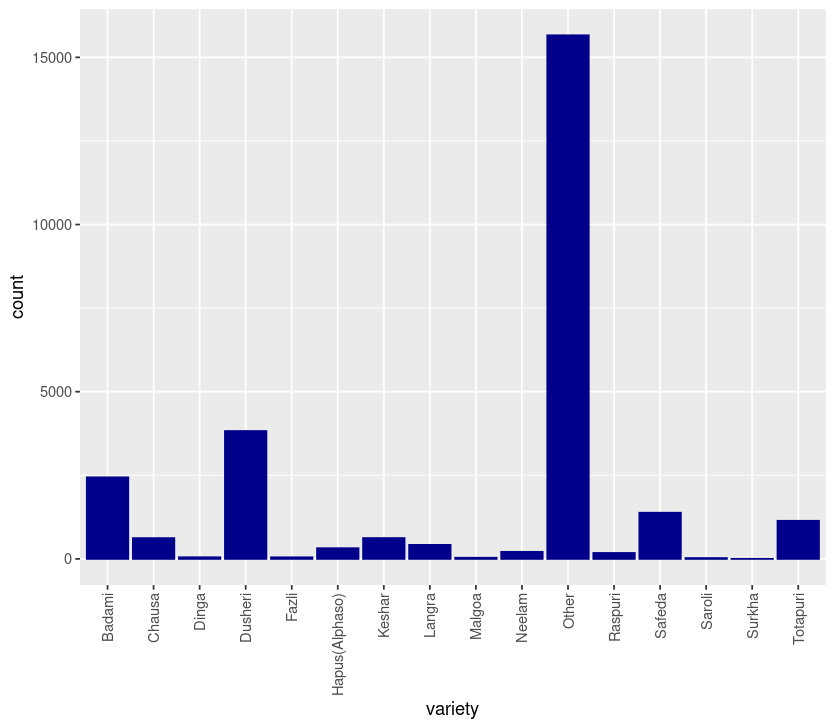 15000
10000
5000
0
count
Badami
Chausa
Dinga
Dusheri
Fazli
Hapus(Alphaso)
Keshar
Langra
Malgoa
Neelam
Other
Raspuri
Safeda
Saroli
Surkha
Totapuri
variety